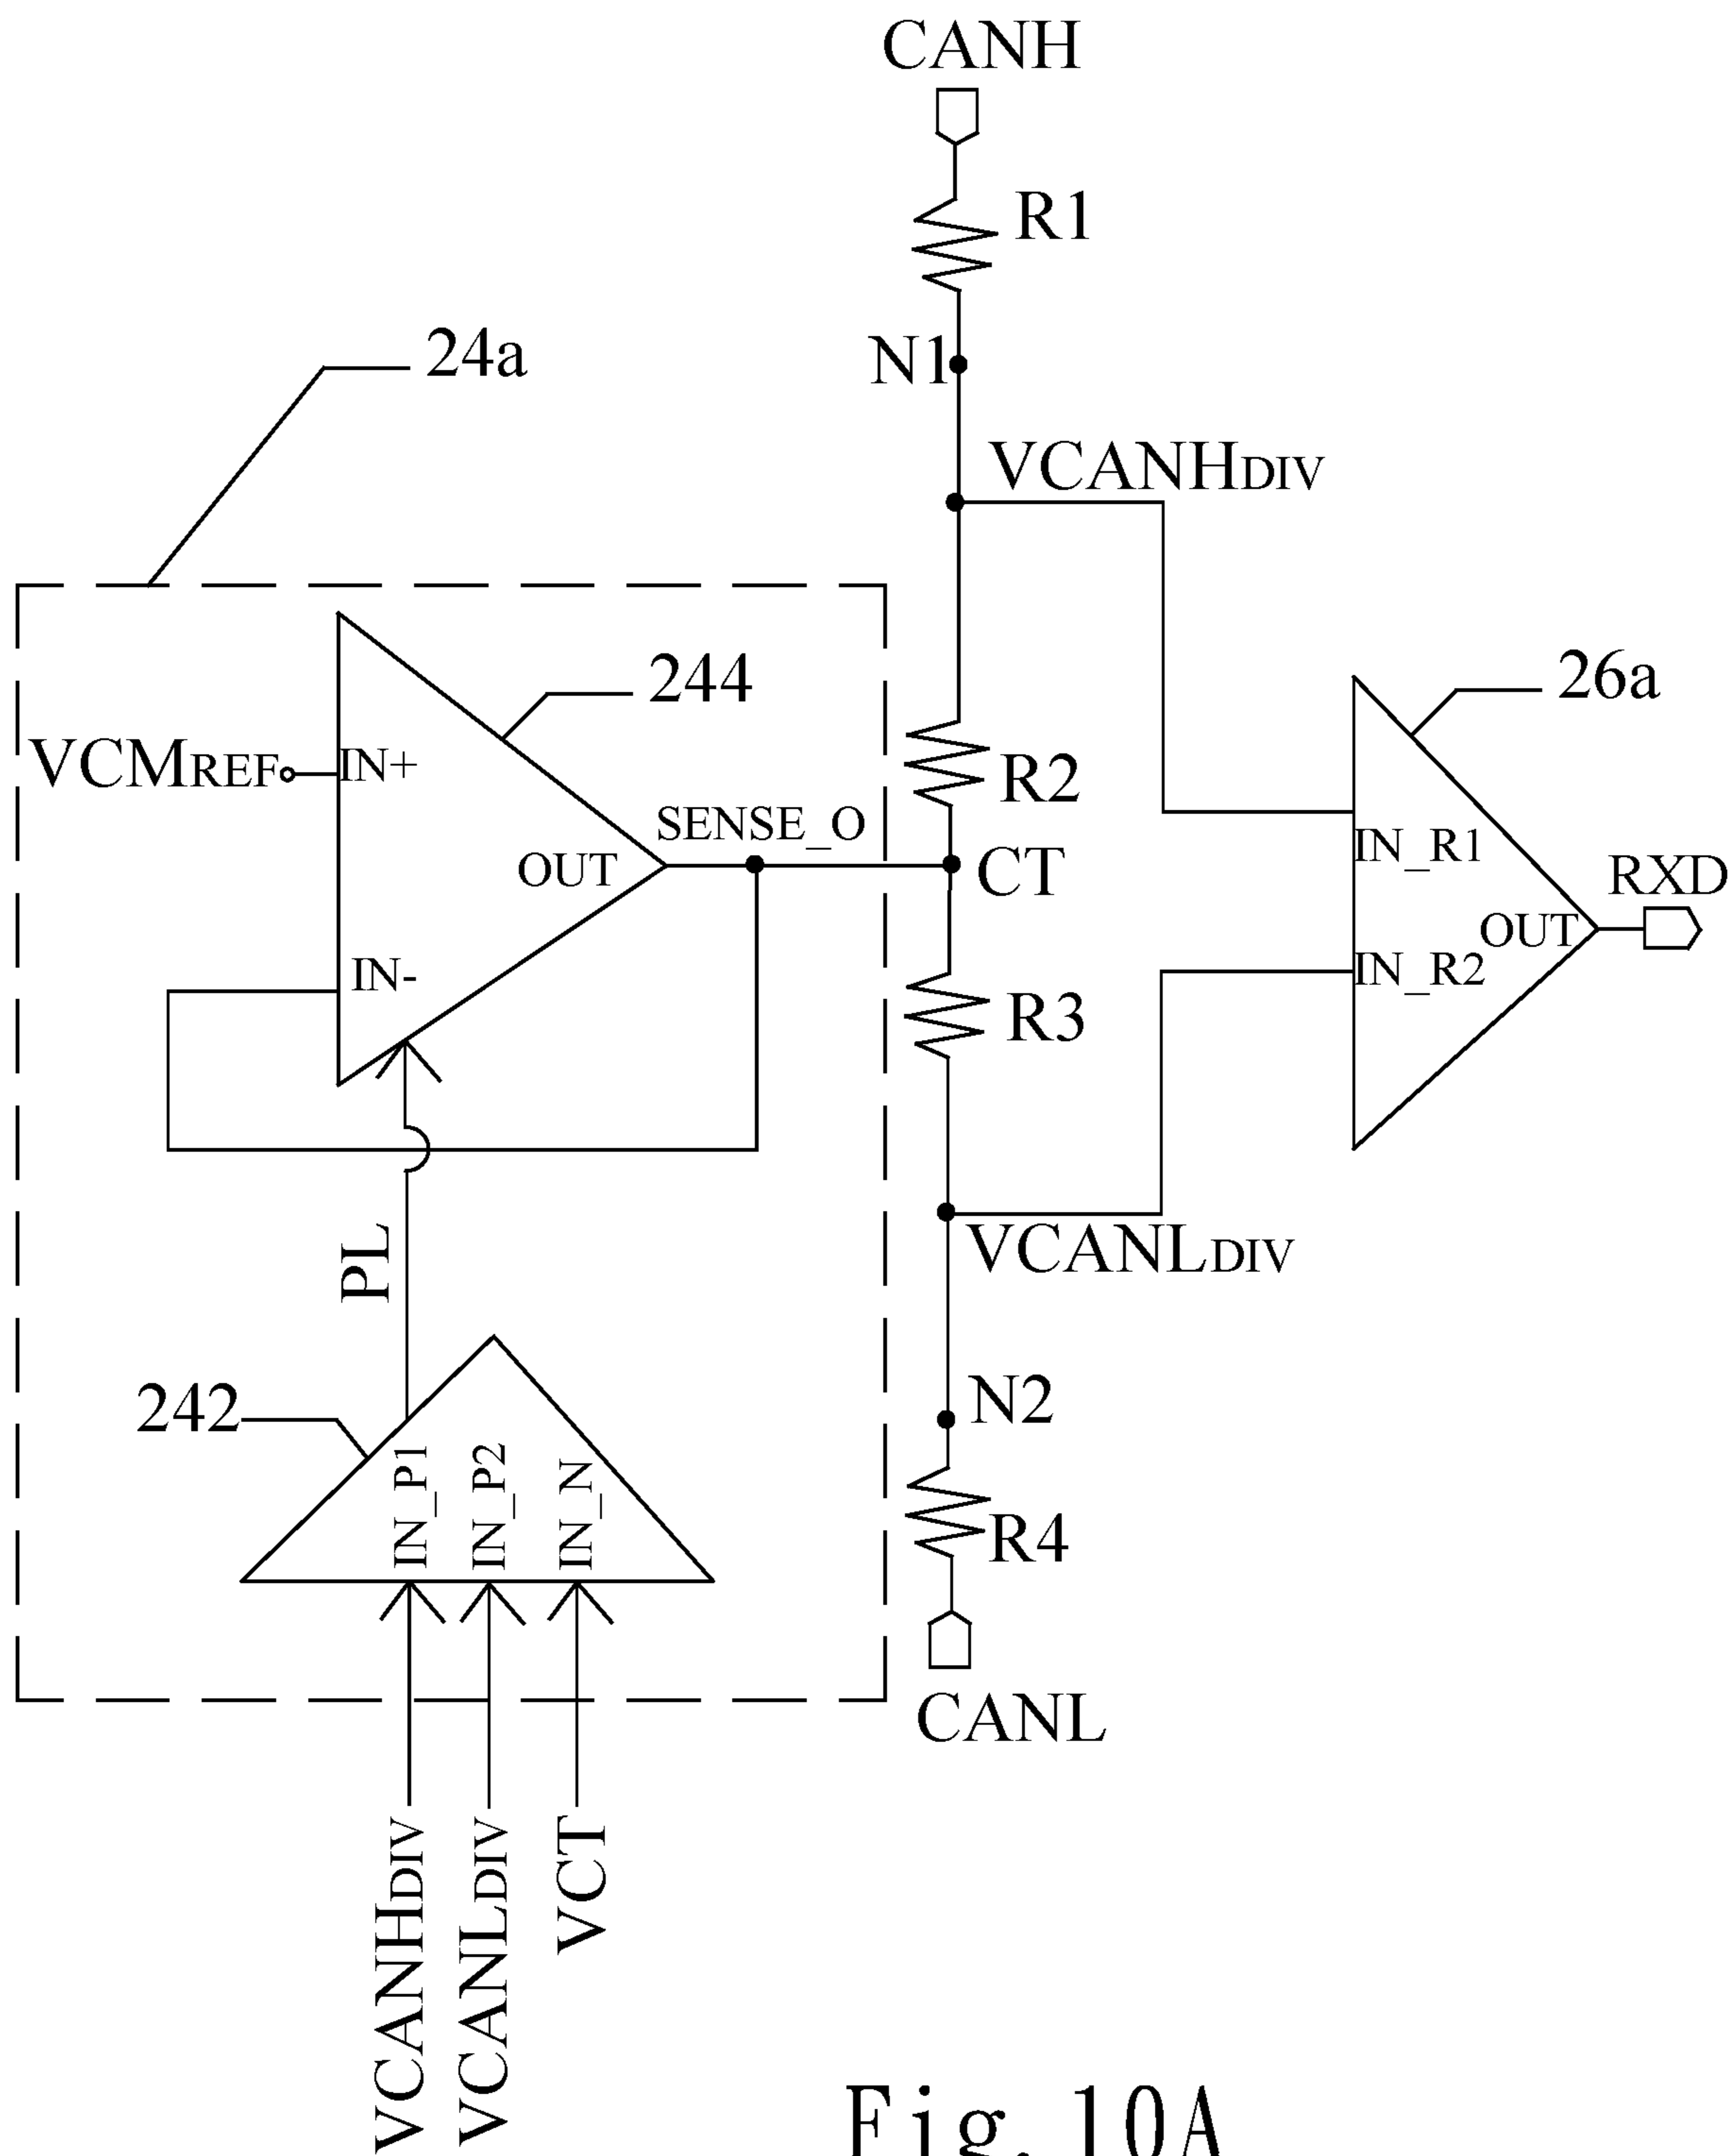 CANH
R1
24a
N1
VCANHDIV
244
26a
VCMREF
IN+
R2
SENSE_O
OUT
CT
IN_R1
RXD
OUT
IN-
IN_R2
R3
PL
VCANLDIV
242
N2
IN_P1
IN_P2
IN_N
R4
CANL
VCANHDIV
VCANLDIV
VCT
Fig. 10A